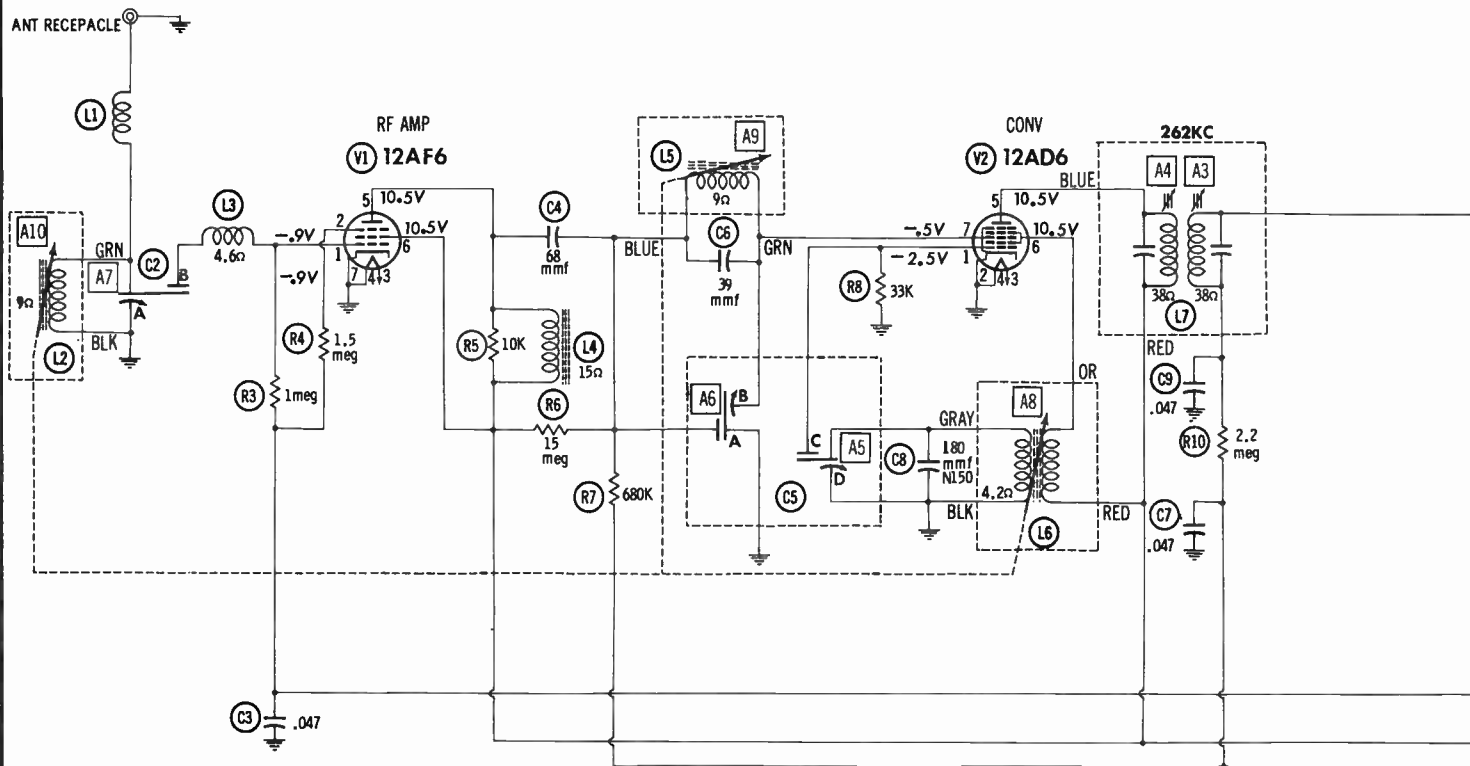 ANT RECEPACLE
L1
RF AMP
V1 12AF6
5 10.5V
2
10.5V
6
1
7 4 3
-.9V
-.9V
L3
4.6Ω
A10
GRN
C2
B
A7
A
9Ω
BLK
L2
R4
1.5
meg
R3
1meg
C3
.047
C4
68
mmf
R5
10K
L4
15Ω
R6
15
meg
R7
680K
A9
L5
9Ω
BLUE
C6
39
mmf
GRN
CONV
V2 12AD6
BLUE
5
10.5V
7
10.5V
6
1
2 4 3
-.5V
-2.5V
R8
33K
A6
B
A
C
A5
D
C5
GRAY
C8
180
mmf
N150
BLK
A8
OR
4.2Ω
RED
L6
262KC
A4
A3
38Ω
38Ω
L7
RED
C9
.047
R10
2.2
meg
C7
.047